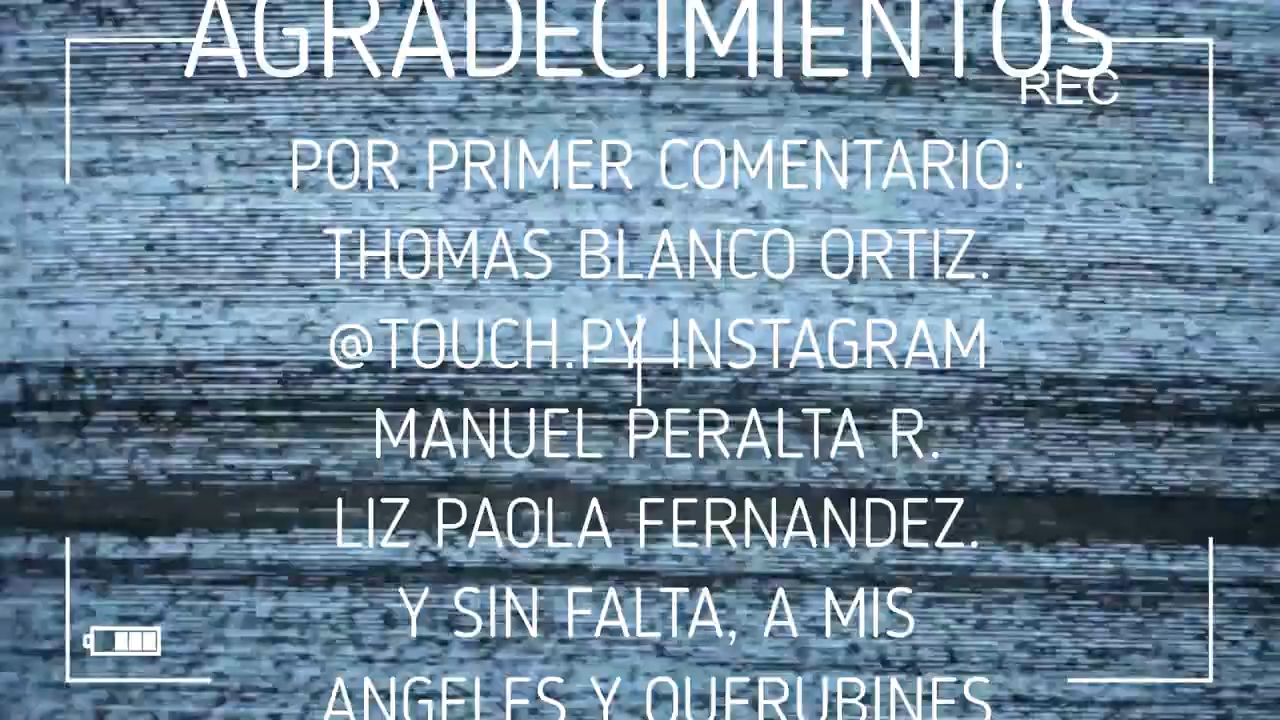 AGRADECIMIENTOS
REC
POR PRIMER COMENTARIO:
THOMAS BLANCO ORTIZ.
@TOUCH.PY INSTAGRAM
MANUEL PERALTA R.
LIZ PAOLA FERNANDEZ.
Y SIN FALTA, A MIS
ANGELES Y QUERUBINES